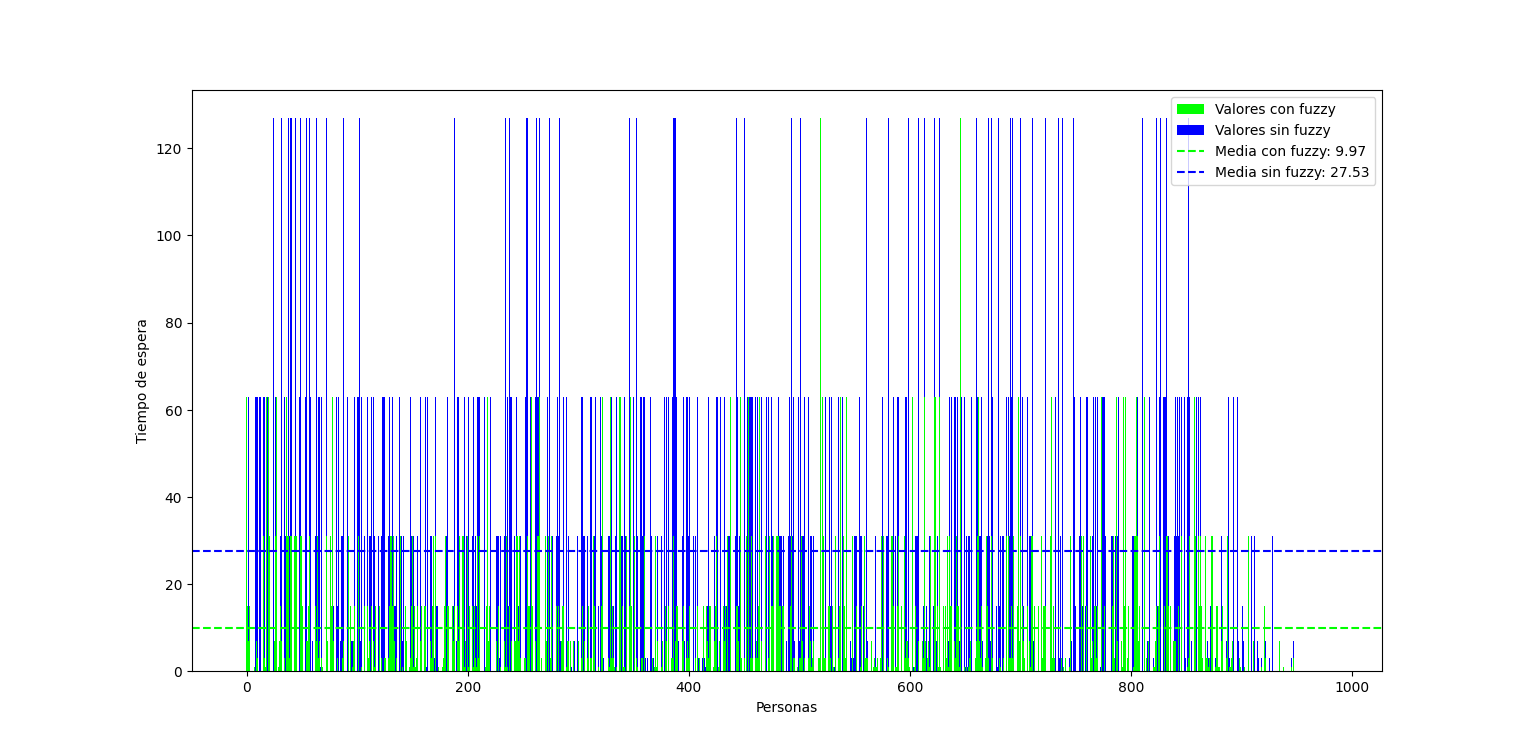 Valores con fuzzy
Valores sin fuzzy
Media con fuzzy: 9.97
Media sin fuzzy: 27.53
120
100
80
60
40
20
0
Tiempo de espera
0 200 400 600 800 1000
Personas